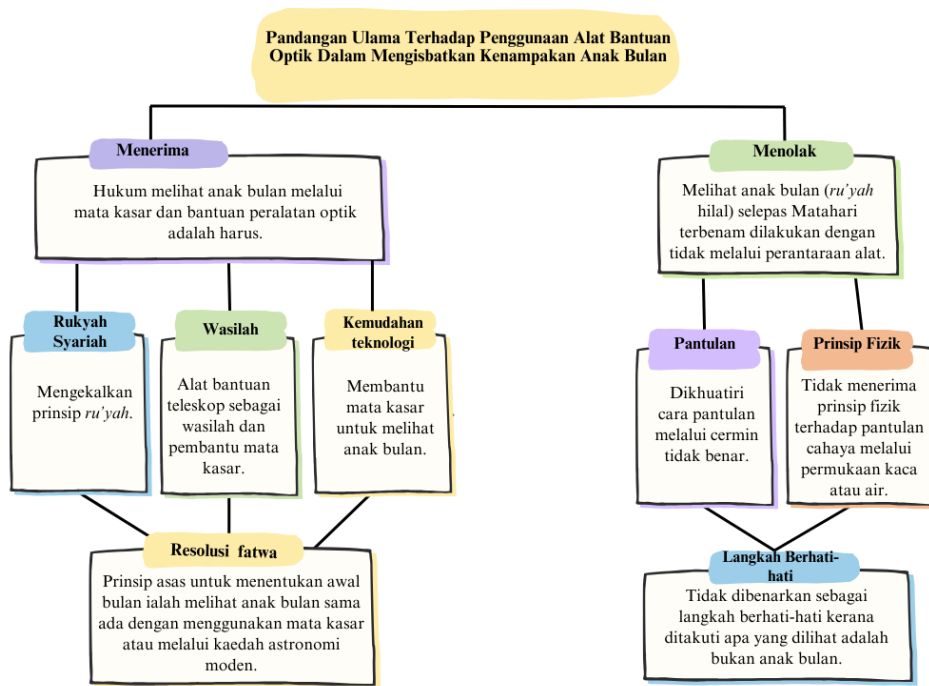 Pandangan Ulama Terhadap Penggunaan Alat Bantuan
Optik Dalam Mengisbatkan Kenampakan Anak Bulan
Menerima
Hukum melihat anak bulan melalui
mata kasar dan bantuan peralatan optik
adalah harus.
Menolak
Melihat anak bulan (ru'yah
hilal) selepas Matahari
terbenam dilakukan dengan
tidak melalui perantaraan alat.
Rukyah
Syariah
Mengekalkan
prinsip ru'yah.
Wasilah
Alat bantuan
teleskop sebagai
wasilah dan
pembantu mata
kasar.
Kemudahan
teknologi
Membantu
mata kasar
untuk melihat
anak bulan.
Pantulan
Dikhuatiri
cara pantulan
melalui cermin
tidak benar.
Prinsip Fizik
Tidak menerima
prinsip fizik
terhadap pantulan
cahaya melalui
permukaan kaca
atau air.
Resolusi fatwa
Prinsip asas untuk menentukan awal
bulan ialah melihat anak bulan sama
ada dengan menggunakan mata kasar
atau melalui kaedah astronomi
moden.
Langkah Berhati-
hati
Tidak dibenarkan sebagai
langkah berhati-hati kerana
ditakuti apa yang dilihat adalah
bukan anak bulan.